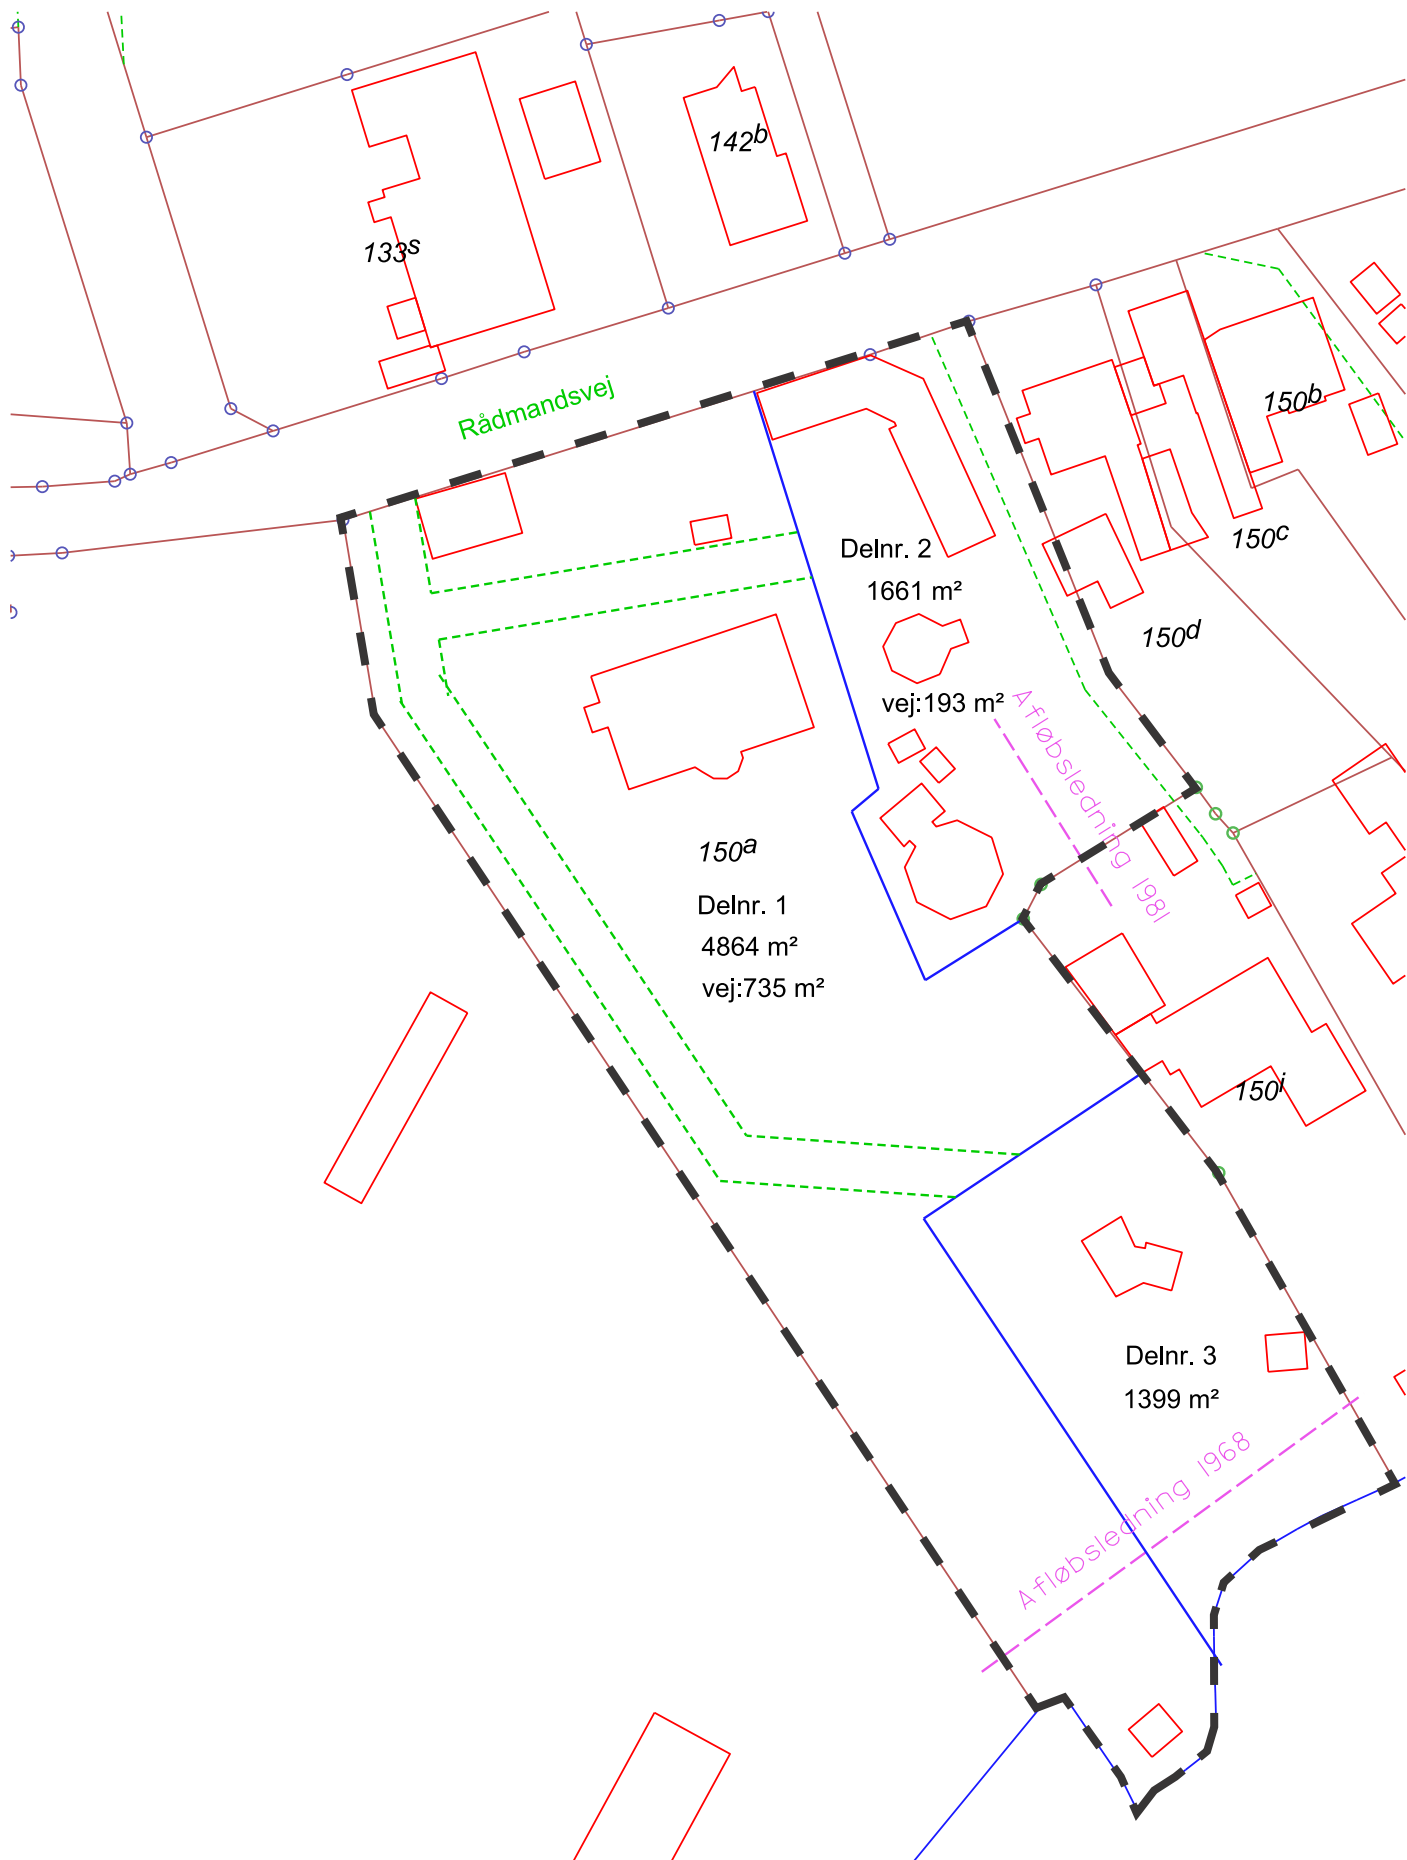 142b
133s
Rådmandsvej
150b
150c
Delnr. 2
1661 m²
150d
vej:193 m²
Afløbsledning 1981
150a
Delnr. 1
4864 m²
vej:735 m²
150i
Delnr. 3
1399 m²
Afløbsledning 1968